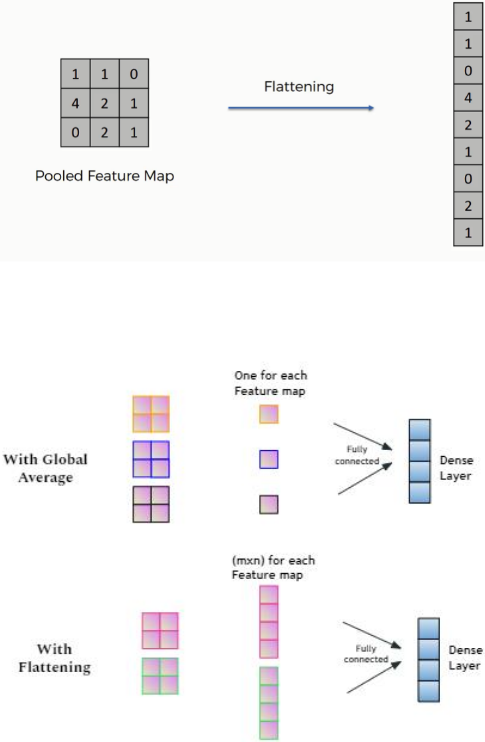 1 1 0
4 2 1
0 2 1
Pooled Feature Map
Flattening
1
1
0
4
2
1
0
2
1
With Global
Average
One for each
Feature map
Fully
connected
Dense
Layer
With
Flattening
(mxn) for each
Feature map
Fully
connected
Dense
Layer